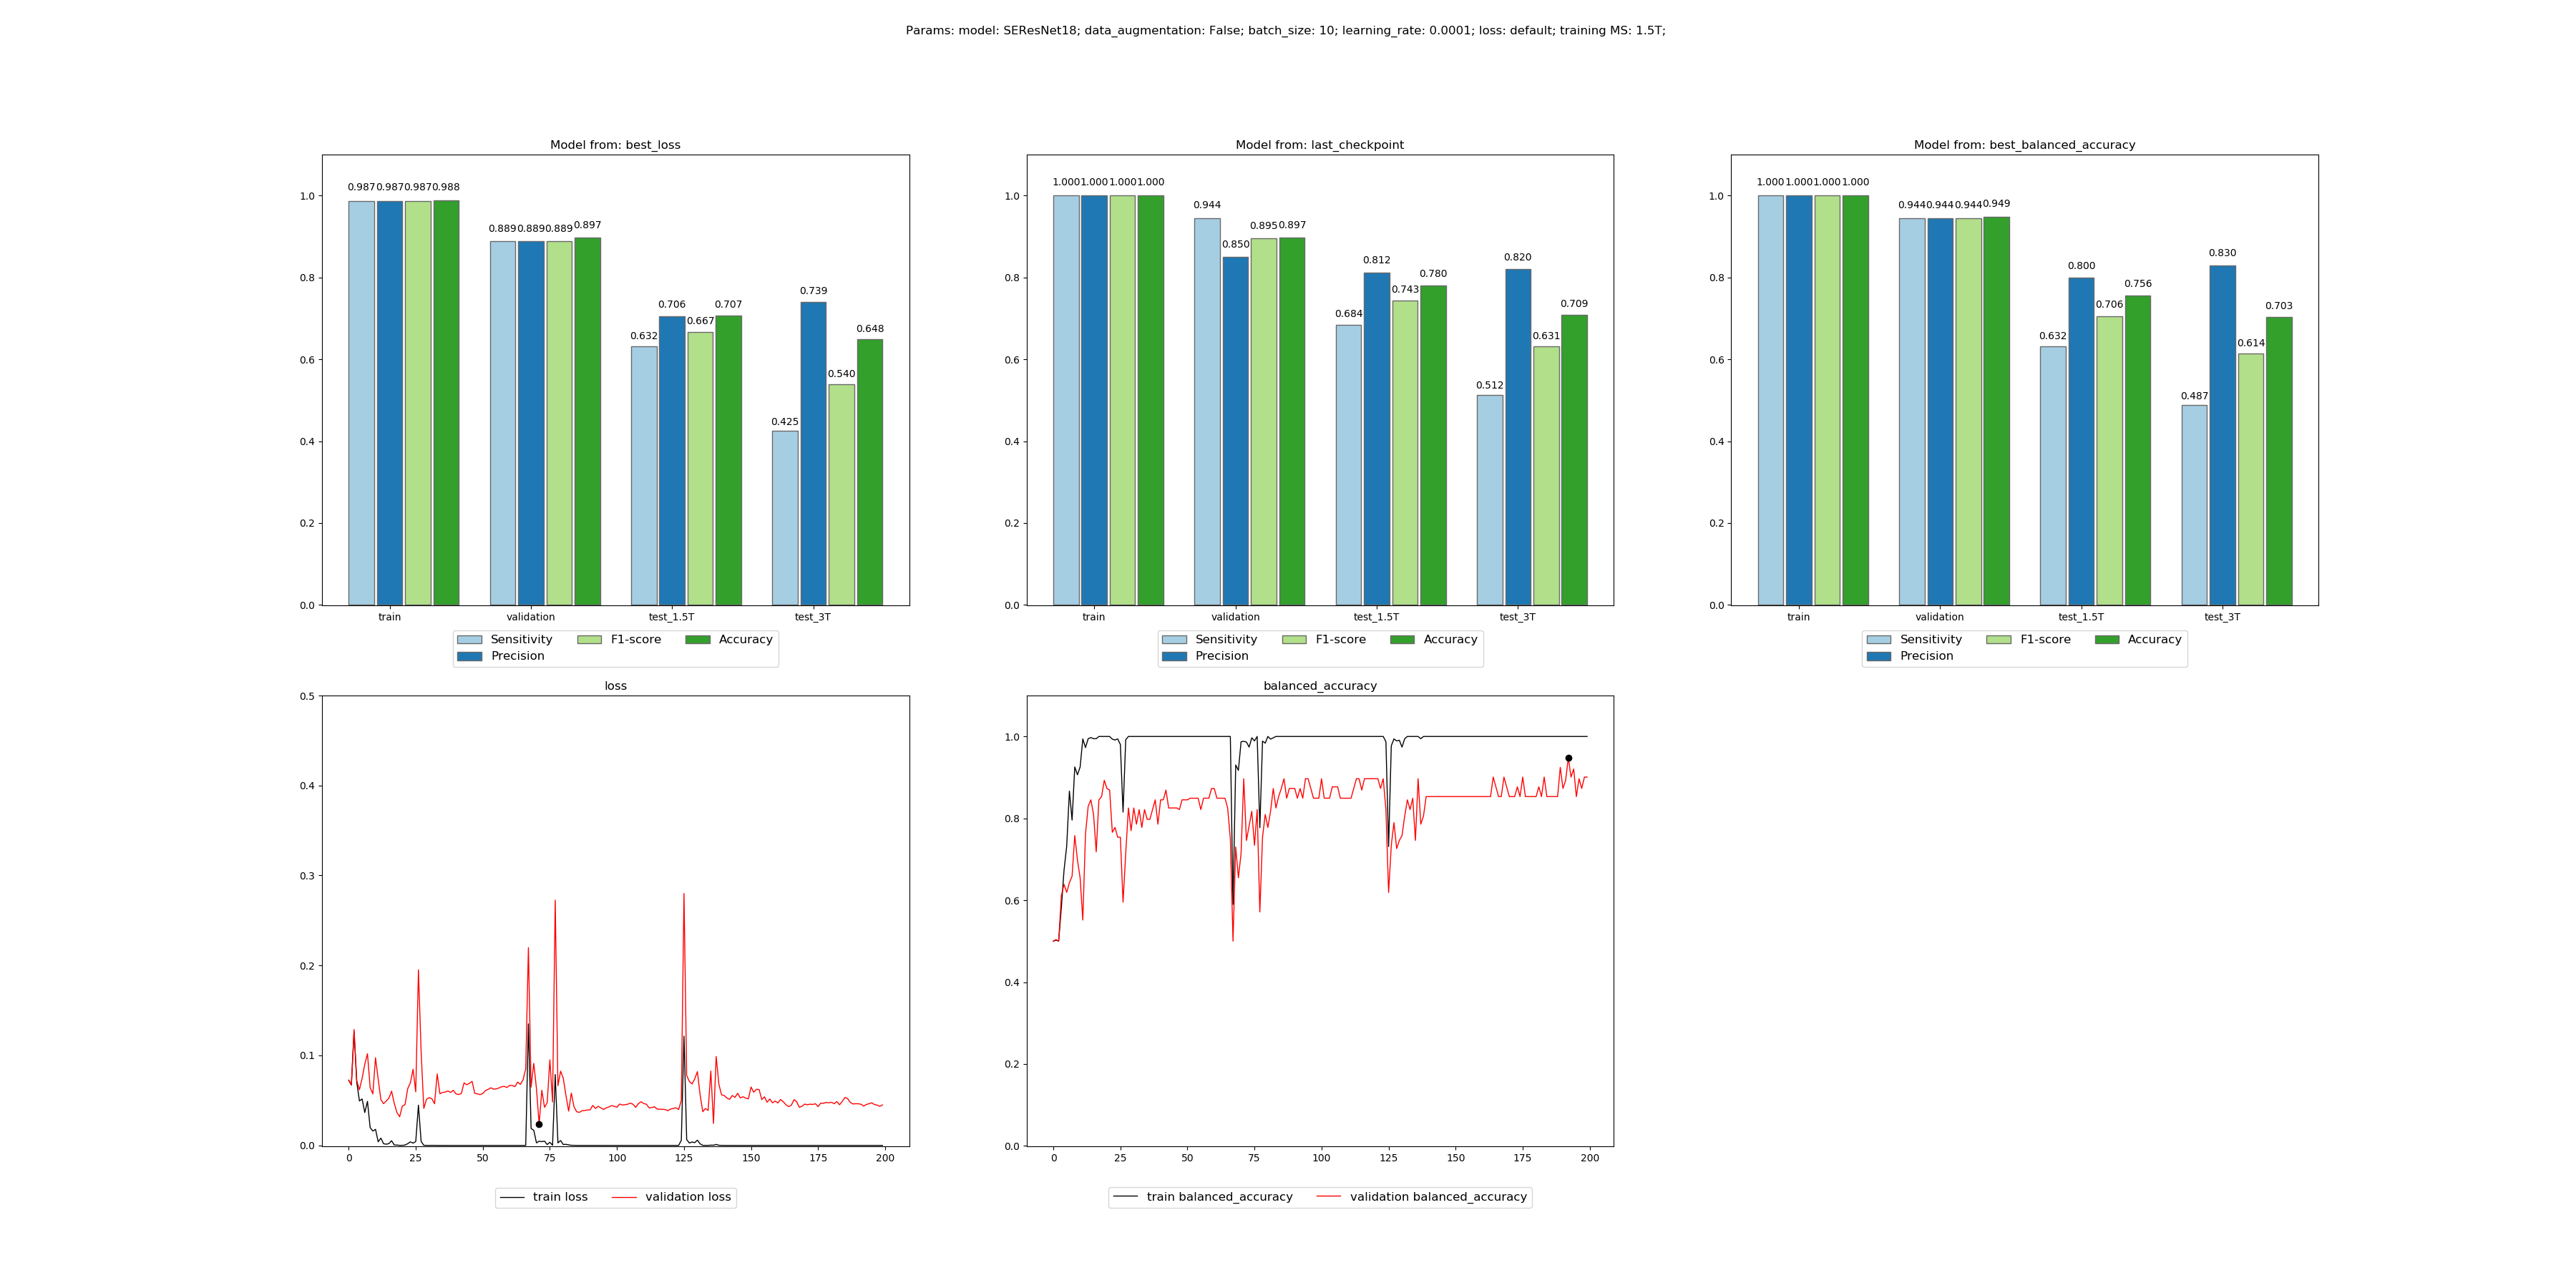 Params: model: SEResNet18; data_augmentation: False; batch_size: 10; learning_rate: 0.0001; loss: default; training MS: 1.5T;
Model from: best_loss
1.0
0.8
0.6
0.4
0.2
0.0
0.987 0.987 0.987 0.988
0.889 0.889 0.889 0.897
0.632 0.706 0.667 0.707
0.425 0.739 0.540 0.648
train validation test_1.5T test_3T
Sensitivity F1-score Accuracy
Precision
Model from: last_checkpoint
1.0
0.8
0.6
0.4
0.2
0.0
1.000 1.000 1.000 1.000
0.944 0.850 0.895 0.897
0.684 0.812 0.743 0.780
0.512 0.820 0.631 0.709
train validation test_1.5T test_3T
Sensitivity F1-score Accuracy
Precision
Model from: best_balanced_accuracy
1.0
0.8
0.6
0.4
0.2
0.0
1.000 1.000 1.000 1.000
0.944 0.944 0.944 0.949
0.632 0.800 0.706 0.756
0.487 0.830 0.614 0.703
train validation test_1.5T test_3T
Sensitivity F1-score Accuracy
Precision
loss
0.5
0.4
0.3
0.2
0.1
0.0
0 25 50 75 100 125 150 175 200
train loss validation loss
balanced_accuracy
1.0
0.8
0.6
0.4
0.2
0.0
0 25 50 75 100 125 150 175 200
train balanced_accuracy validation balanced_accuracy